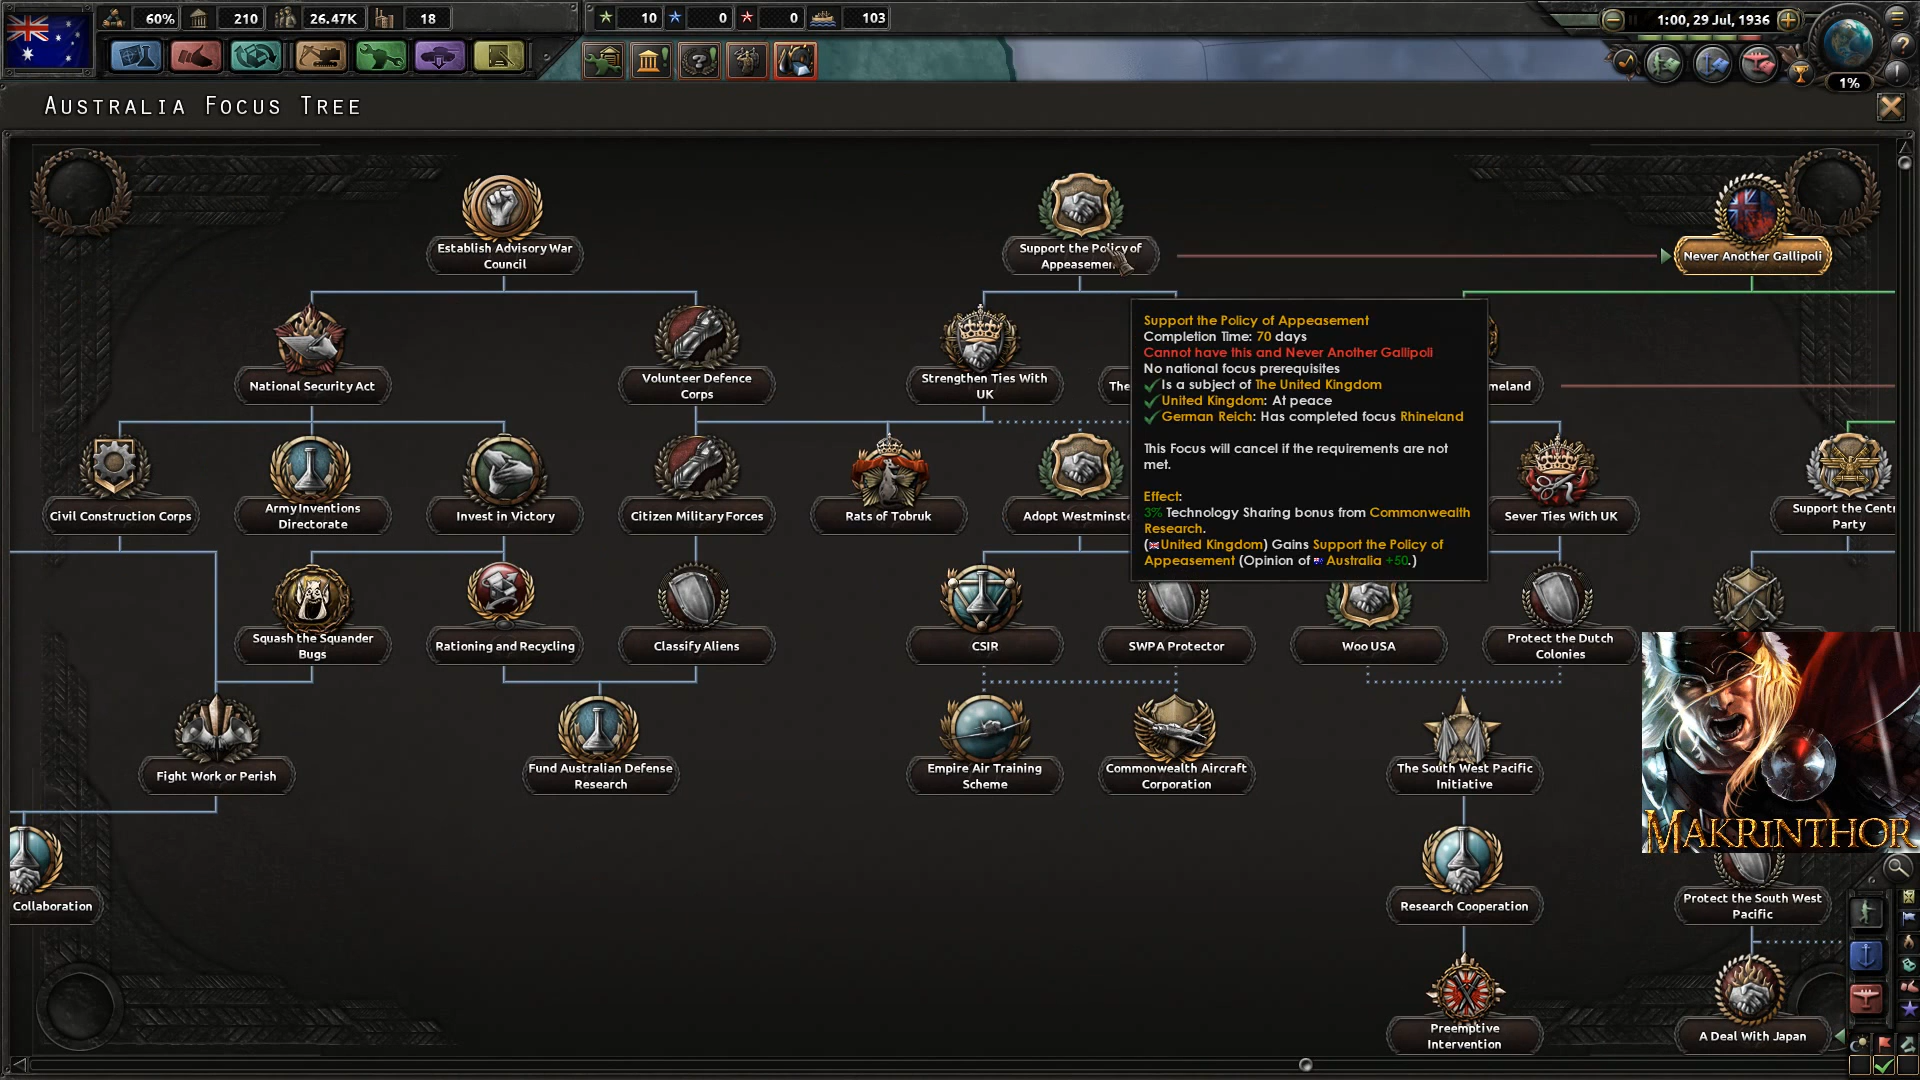 60%
210
26.47K
18
10
0
0
103
1:00, 29 Jul, 1936
1%
Australia Focus Tree
Establish Advisory War
Council
Support the Policy of
Appeasemen
Never Another Gallipoli
National Security Act
Volunteer Defence
Corps
Strengthen Ties With
UK
The
meland
Support the Policy of Appeasement
Completion Time: 70 days
Cannot have this and Never Another Gallipoli
No national focus prerequisites
Is a subject of The United Kingdom
United Kingdom: At peace
German Reich: Has completed focus Rhineland
This Focus will cancel if the requirements are not
met.
Effect:
3% Technology Sharing bonus from Commonwealth
Research.
(United Kingdom) Gains Support the Policy of
Appeasement (Opinion of Australia +50.)
Civil Construction Corps
Army Inventions
Directorate
Invest in Victory
Citizen Military Forces
Rats of Tobruk
Adopt Westminste
Sever Ties With UK
Support the Centr
Party
Squash the Squander
Bugs
Rationing and Recycling
Classify Aliens
CSIR
SWPA Protector
Woo USA
Protect the Dutch
Colonies
Fight Work or Perish
Fund Australian Defense
Research
Empire Air Training
Scheme
Commonwealth Aircraft
Corporation
The South West Pacific
Initiative
Makrinthor
Collaboration
Research Cooperation
Protect the South West
Pacific
Preemptive
Intervention
A Deal With Japan